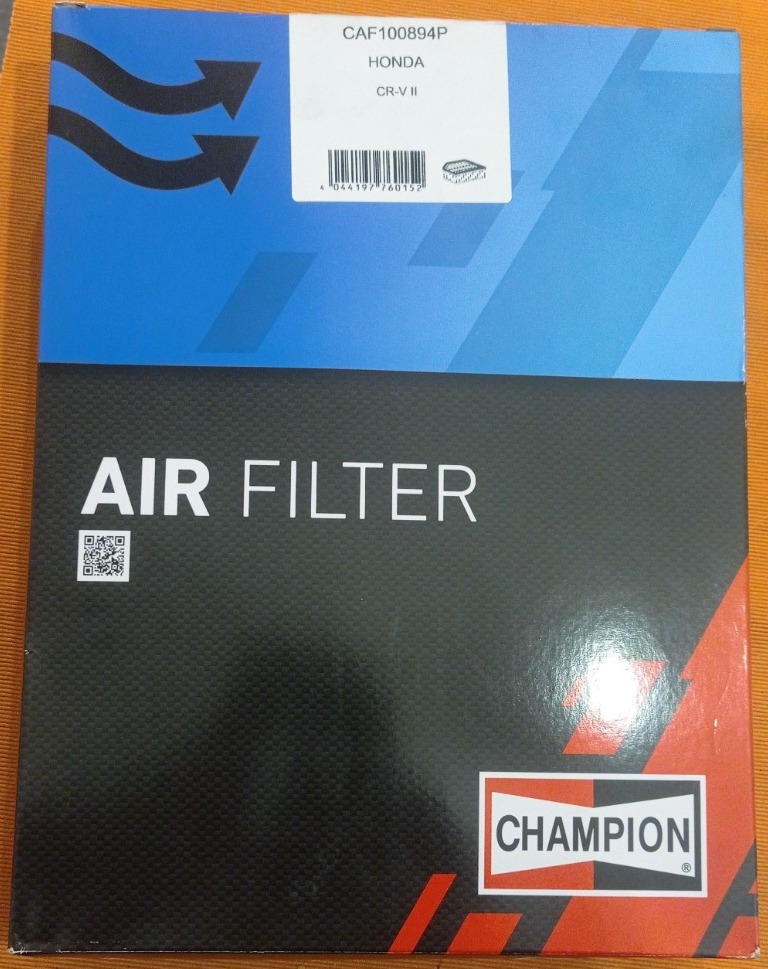 CAF100894P
HONDA
CR-V II
4 044197 760152
AIR FILTER
CHAMPION
®